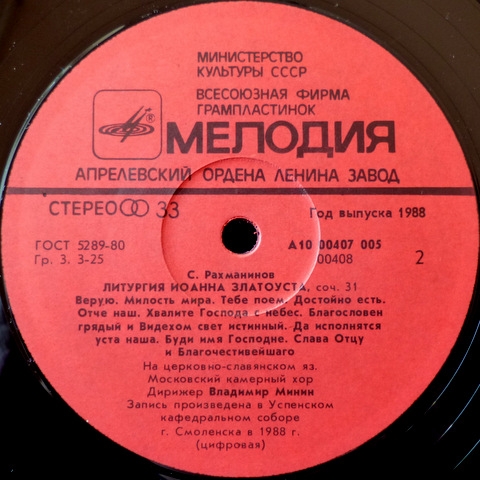 МИНИСТЕРСТВО
КУЛЬТУРЫ СССР
ВСЕСОЮЗНАЯ ФИРМА
ГРАМПЛАСТИНОК
МЕЛОДИЯ
АПРЕЛЕВСКИЙ ОРДЕНА ЛЕНИНА ЗАВОД
СТЕРЕО 33
Год выпуска 1988
ГОСТ 5289-80
Гр. 3. 3-25
А10 00407 005
00408
2
С. Рахманинов
ЛИТУРГИЯ ИОАННА ЗЛАТОУСТА, соч. 31
Верую. Милость мира. Тебе поем. Достойно есть.
Отче наш. Хвалите Господа с небес. Благословен
грядый и Видехом свет истинный. Да исполнятся
уста наша. Буди имя Господне. Слава Отцу
и Благочестивейшаго
На церковно-славянском яз.
Московский камерный хор
Дирижер Владимир Минин
Запись произведена в Успенском
кафедральном соборе
г. Смоленска в 1988 г.
(цифровая)